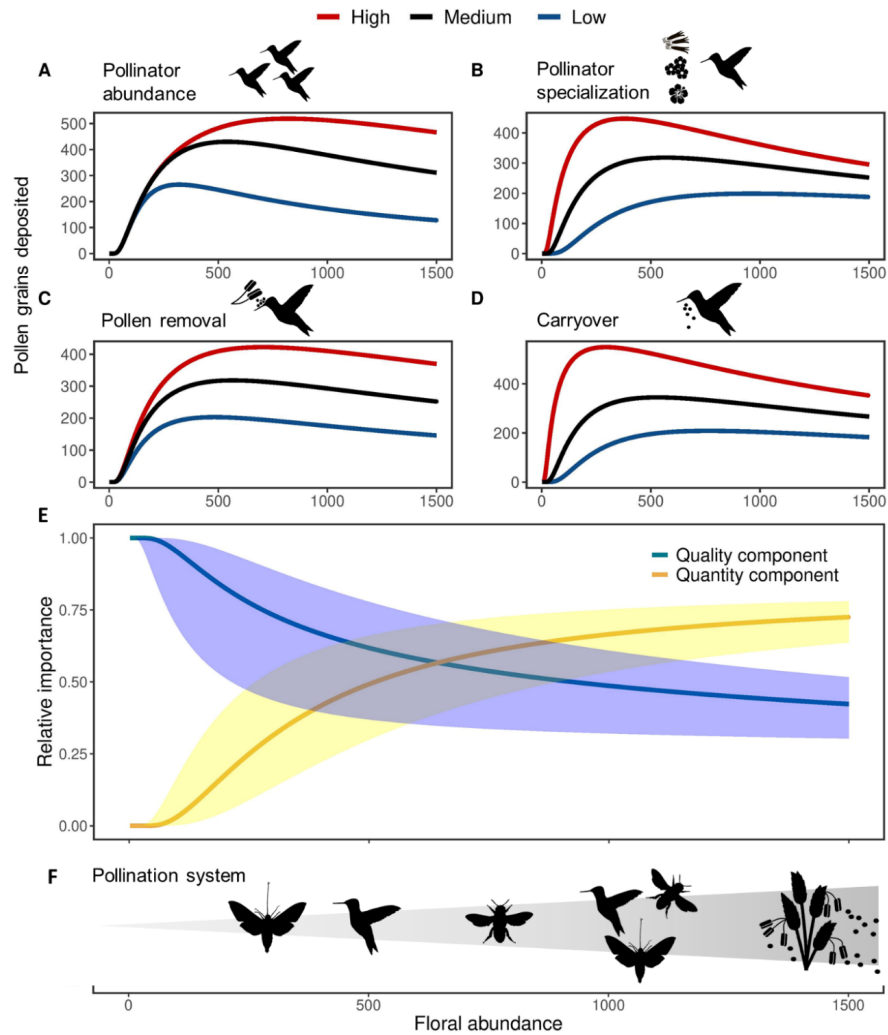 High Medium Low
A Pollinator abundance
B Pollinator specialization
Pollen grains deposited
500
400
300
200
100
0
0 500 1000 1500
400
300
200
100
0
0 500 1000 1500
C Pollen removal
D Carryover
400
300
200
100
0
0 500 1000 1500
400
200
0
0 500 1000 1500
E
Relative importance
1.00
0.75
0.50
0.25
0.00
Quality component
Quantity component
F Pollination system
0 500 1000 1500
Floral abundance